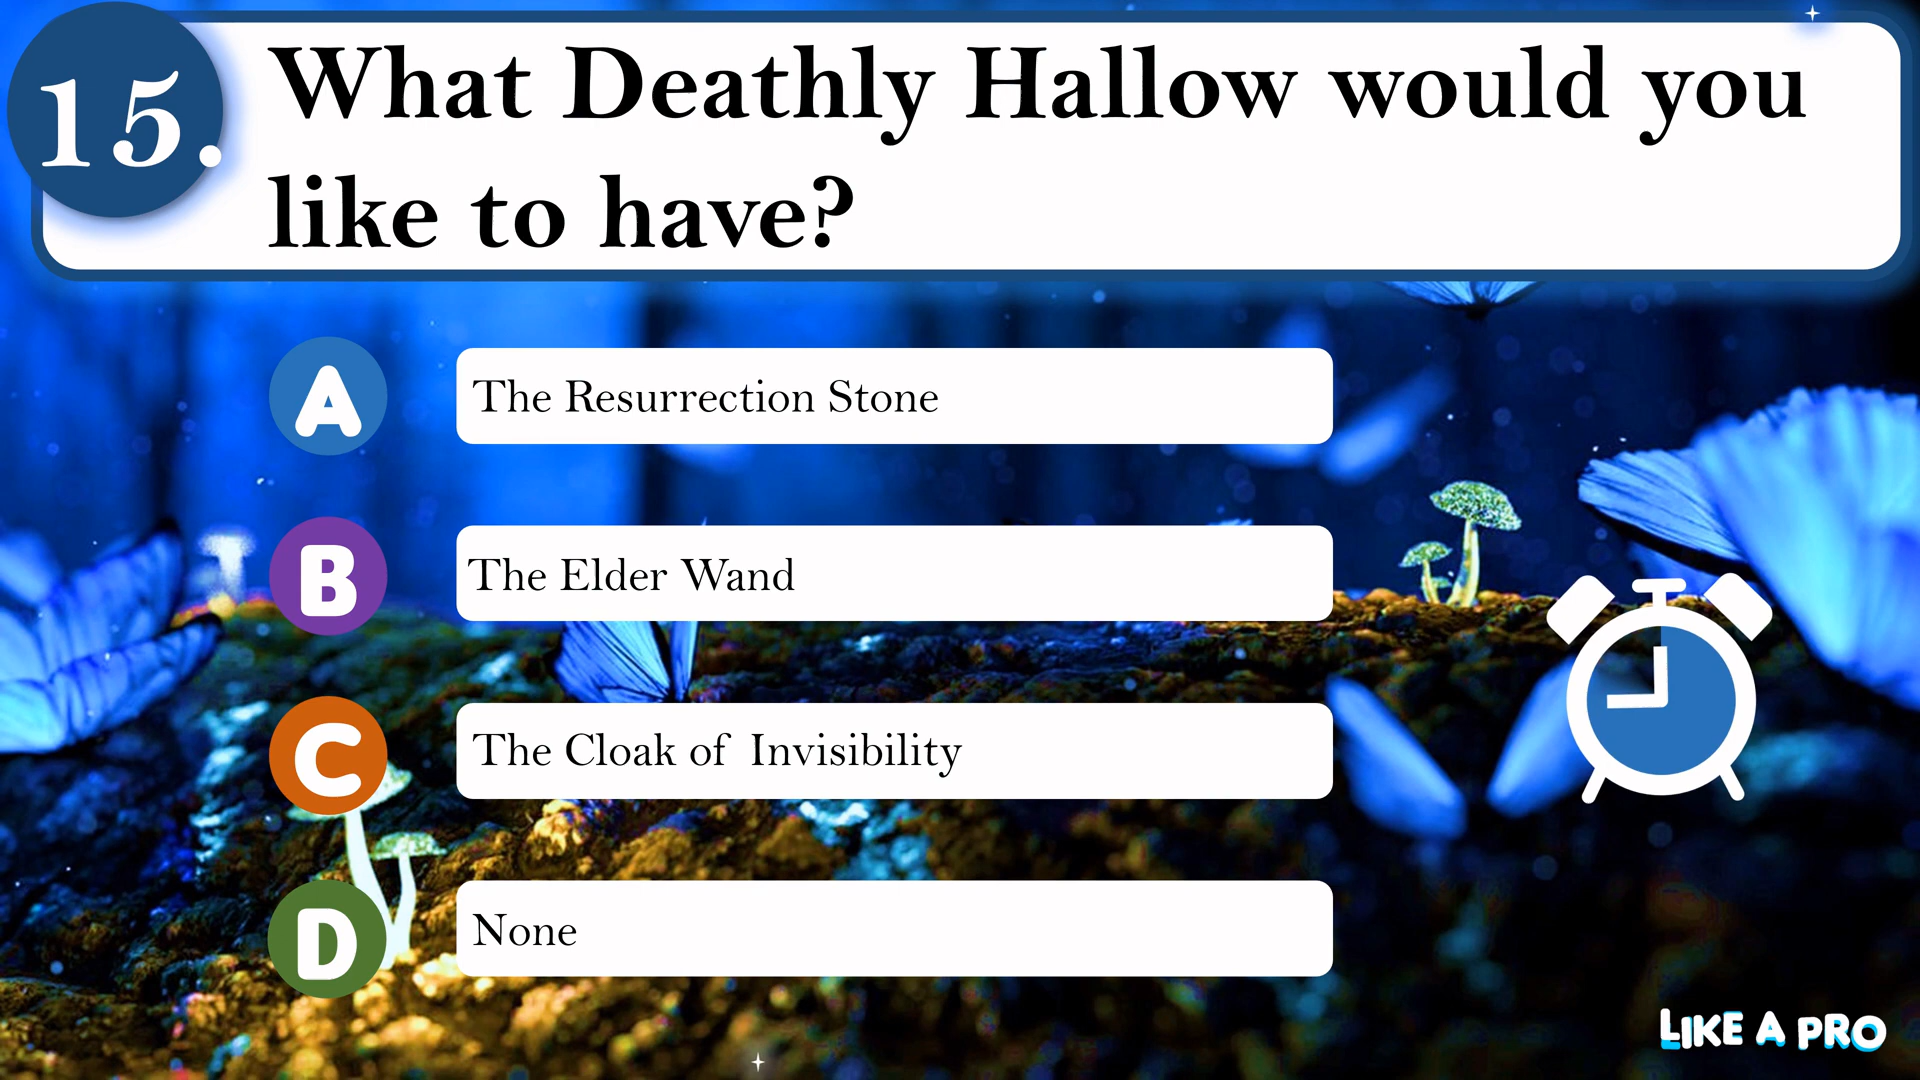 15.
What Deathly Hallow would you
like to have?
A
The Resurrection Stone
B
The Elder Wand
C
The Cloak of Invisibility
D
None
LIKE A PRO